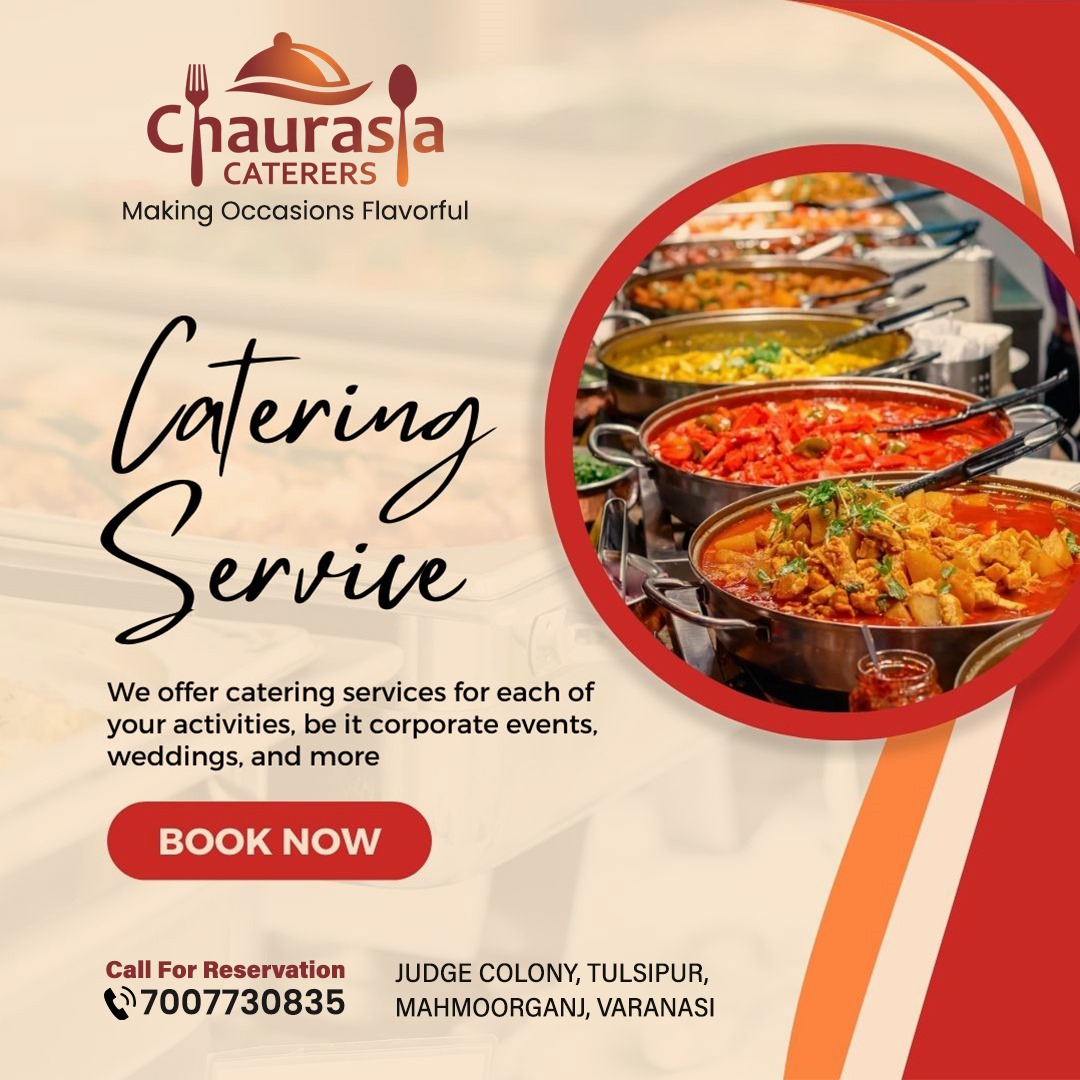 Chaurasia
CATERERS
Making Occasions Flavorful
Catering
Service
We offer catering services for each of
your activities, be it corporate events,
weddings, and more
BOOK NOW
Call For Reservation
7007730835
JUDGE COLONY, TULSIPUR,
MAHMOORGANJ, VARANASI